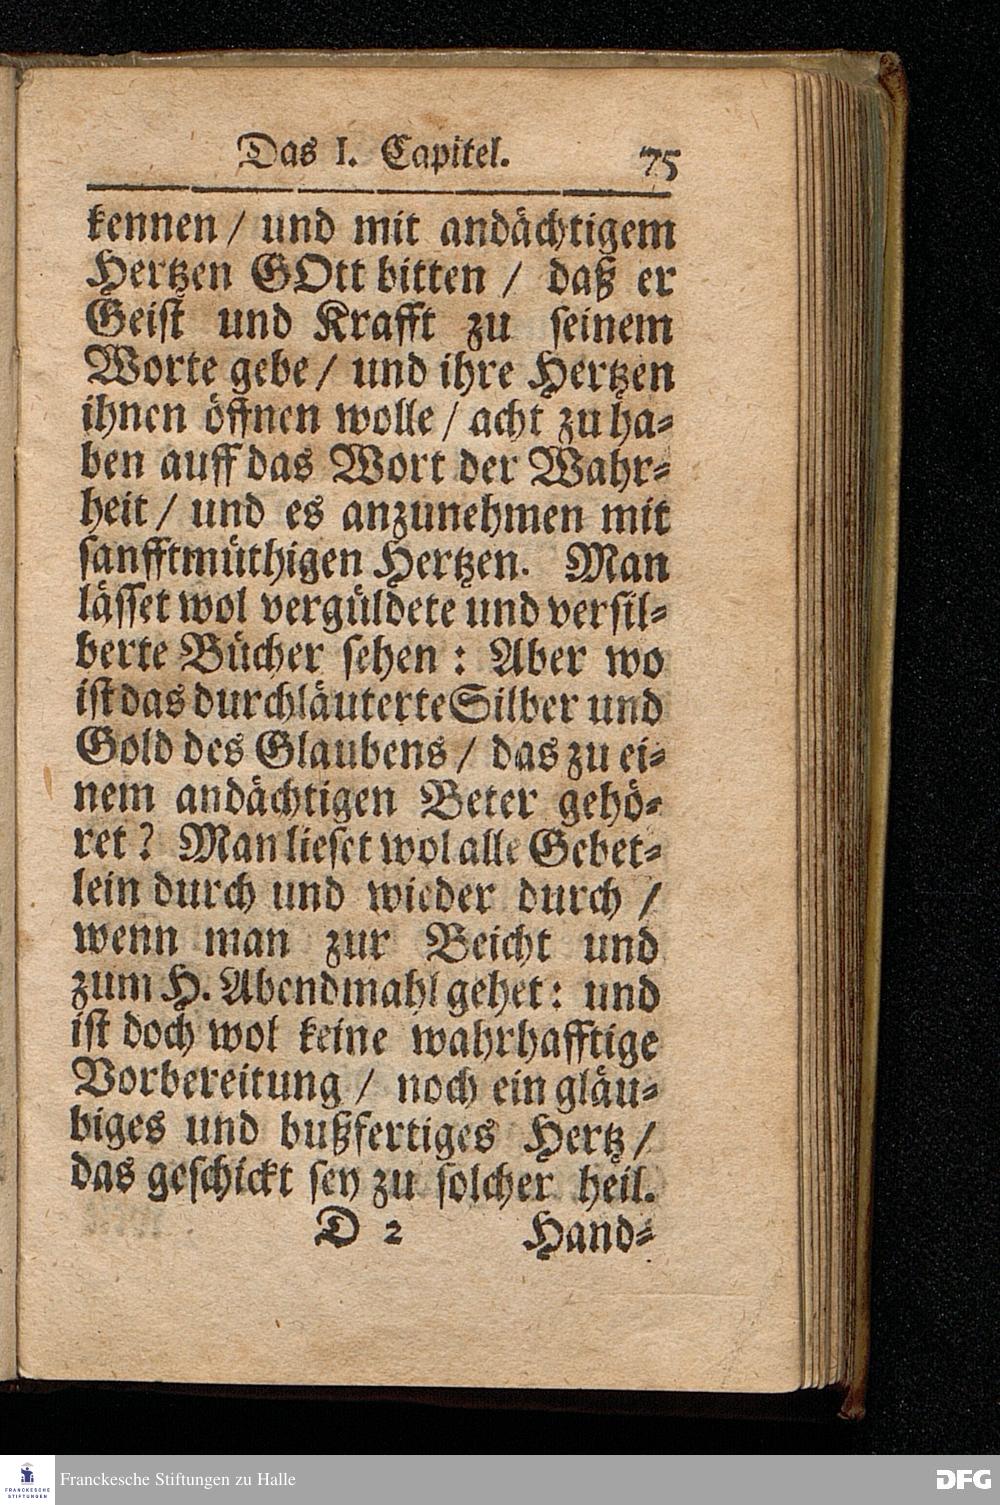 Das I. Capitel. 75
kennen / und mit andächtigem
Hertzen GOtt bitten / daß er
Geist und Krafft zu seinem
Worte gebe / und ihre Hertzen
ihnen öffnen wolle / acht zu ha-
ben auff das Wort der Wahr-
heit / und es anzunehmen mit
sanfftmüthigen Hertzen. Man
lässet wol vergüldete und versil-
berte Bücher sehen : Aber wo
ist das durchläuterte Silber und
Gold des Glaubens / das zu ei-
nem andächtigen Beter gehö-
ret? Man lieset wol alle Gebet-
lein durch und wieder durch /
wenn man zur Beicht und
zum H. Abendmahl gehet : und
ist doch wol keine wahrhafftige
Vorbereitung / noch ein gläu-
biges und bußfertiges Hertz /
das geschickt sey zu solcher heil.
D 2 Hand-
FRANCKESCHE
STIFTUNGEN
Franckesche Stiftungen zu Halle
DFG